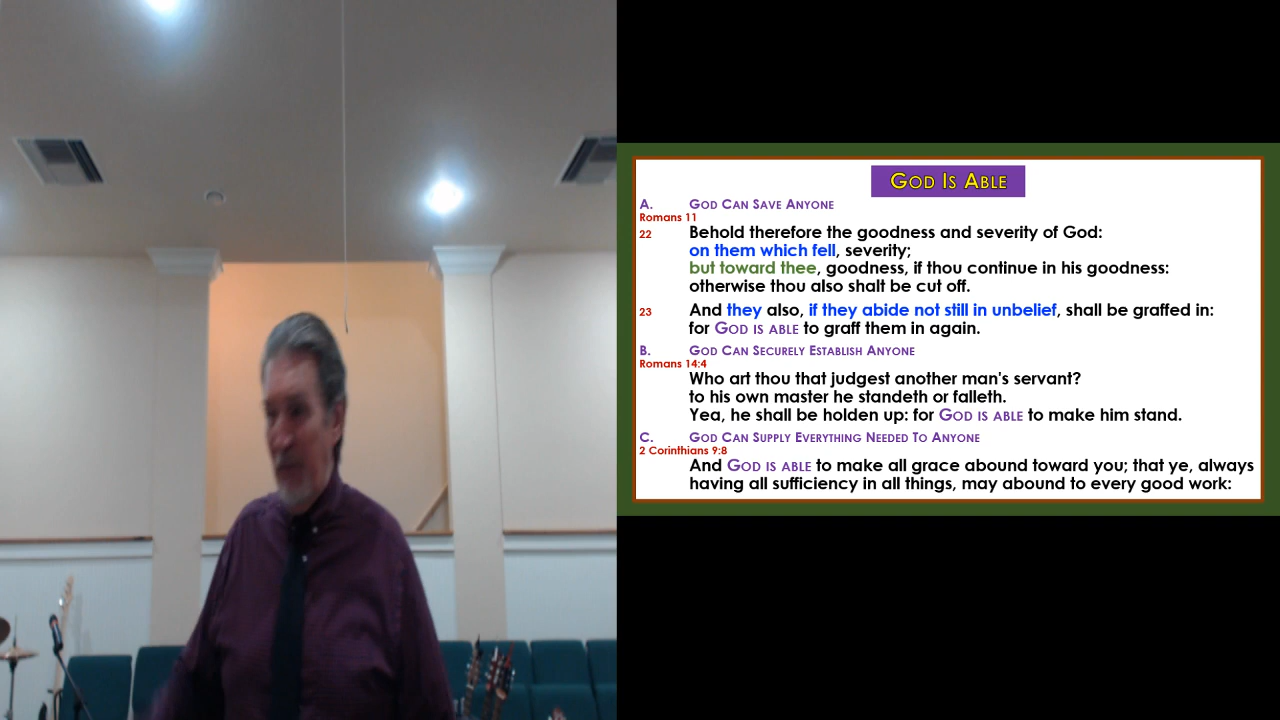 God Is Able
A. God Can Save Anyone
Romans 11
22 Behold therefore the goodness and severity of God:
on them which fell, severity;
but toward thee, goodness, if thou continue in his goodness:
otherwise thou also shalt be cut off.
23 And they also, if they abide not still in unbelief, shall be graffed in:
for God is able to graff them in again.
B. God Can Securely Establish Anyone
Romans 14:4
Who art thou that judgest another man's servant?
to his own master he standeth or falleth.
Yea, he shall be holden up: for God is able to make him stand.
C. God Can Supply Everything Needed To Anyone
2 Corinthians 9:8
And God is able to make all grace abound toward you; that ye, always
having all sufficiency in all things, may abound to every good work: